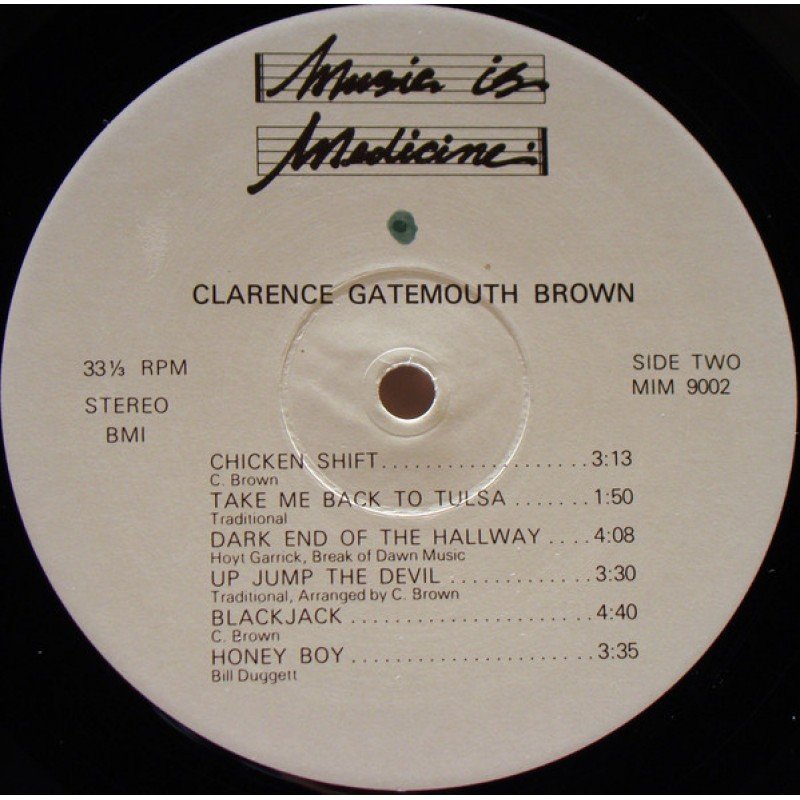 Music is
Medicine
CLARENCE GATEMOUTH BROWN
33⅓ RPM
STEREO
BMI
SIDE TWO
MIM 9002
CHICKEN SHIFT....................3:13
C. Brown
TAKE ME BACK TO TULSA .......1:50
Traditional
DARK END OF THE HALLWAY ....4:08
Hoyt Garrick, Break of Dawn Music
UP JUMP THE DEVIL .............3:30
Traditional, Arranged by C. Brown
BLACKJACK ......................4:40
C. Brown
HONEY BOY ......................3:35
Bill Duggett